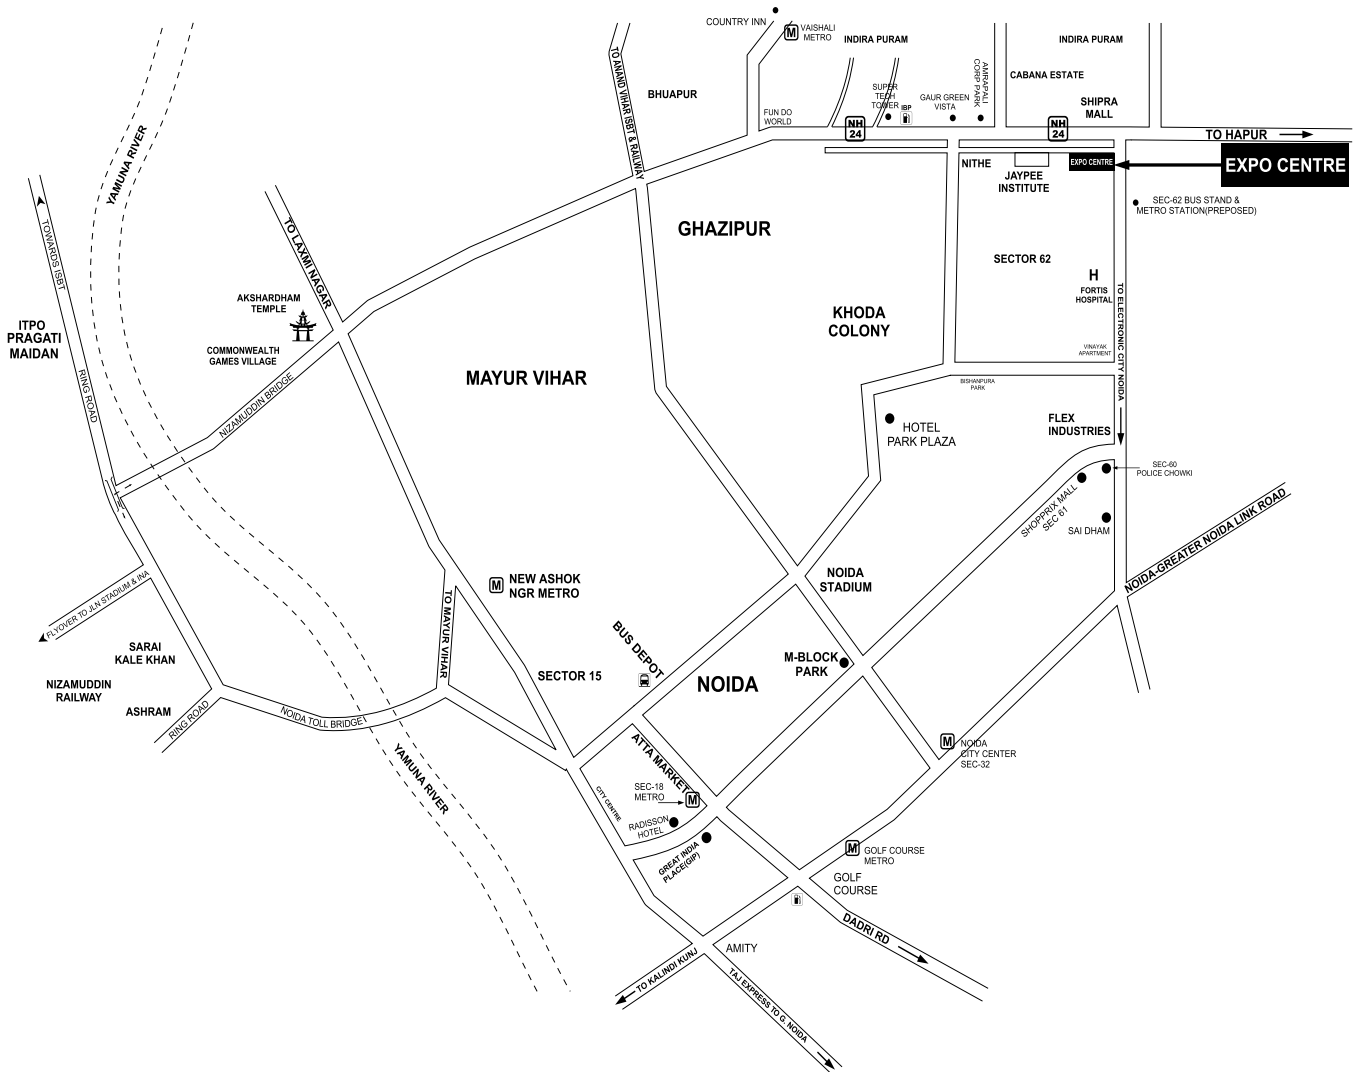 COUNTRY INN
M
VAISHALI
METRO
INDIRA PURAM
INDIRA PURAM
TO ANAND VIHAR ISBT & RAILWAY
BHUAPUR
FUN DO
WORLD
SUPER
TECH
TOWER
IBP
GAUR GREEN
VISTA
AMRAPALI
CORP PARK
CABANA ESTATE
SHIPRA
MALL
NH
24
NH
24
TO HAPUR
EXPO CENTRE
NITHE
JAYPEE
INSTITUTE
EXPO CENTRE
SEC-62 BUS STAND &
METRO STATION(PREPOSED)
YAMUNA RIVER
TOWARDS ISBT
TO LAXMI NAGAR
GHAZIPUR
SECTOR 62
H
FORTIS
HOSPITAL
TO ELECTRONIC CITY NOIDA
AKSHARDHAM
TEMPLE
ITPO
PRAGATI
MAIDAN
COMMONWEALTH
GAMES VILLAGE
KHODA
COLONY
VINAYAK
APARTMENT
RING ROAD
NIZAMUDDIN BRIDGE
MAYUR VIHAR
BISHANPURA
PARK
HOTEL
PARK PLAZA
FLEX
INDUSTRIES
SEC-60
POLICE CHOWKI
SHOPPRIX MALL
SEC 61
SAI DHAM
NOIDA-GREATER NOIDA LINK ROAD
FLYOVER TO JLN STADIUM & INA
M
NEW ASHOK
NGR METRO
NOIDA
STADIUM
TO MAYUR VIHAR
SARAI
KALE KHAN
NIZAMUDDIN
RAILWAY
ASHRAM
RING ROAD
NOIDA TOLL BRIDGE
SECTOR 15
BUS DEPOT
NOIDA
M-BLOCK
PARK
YAMUNA RIVER
ATTA MARKET
M
NOIDA
CITY CENTER
SEC-32
CITY CENTRE
SEC-18
METRO
M
RADISSON
HOTEL
GREAT INDIA
PLACE(GIP)
M
GOLF COURSE
METRO
GOLF
COURSE
DADRI RD
AMITY
TO KALINDI KUNJ
TAJ EXPRESS TO G. NOIDA